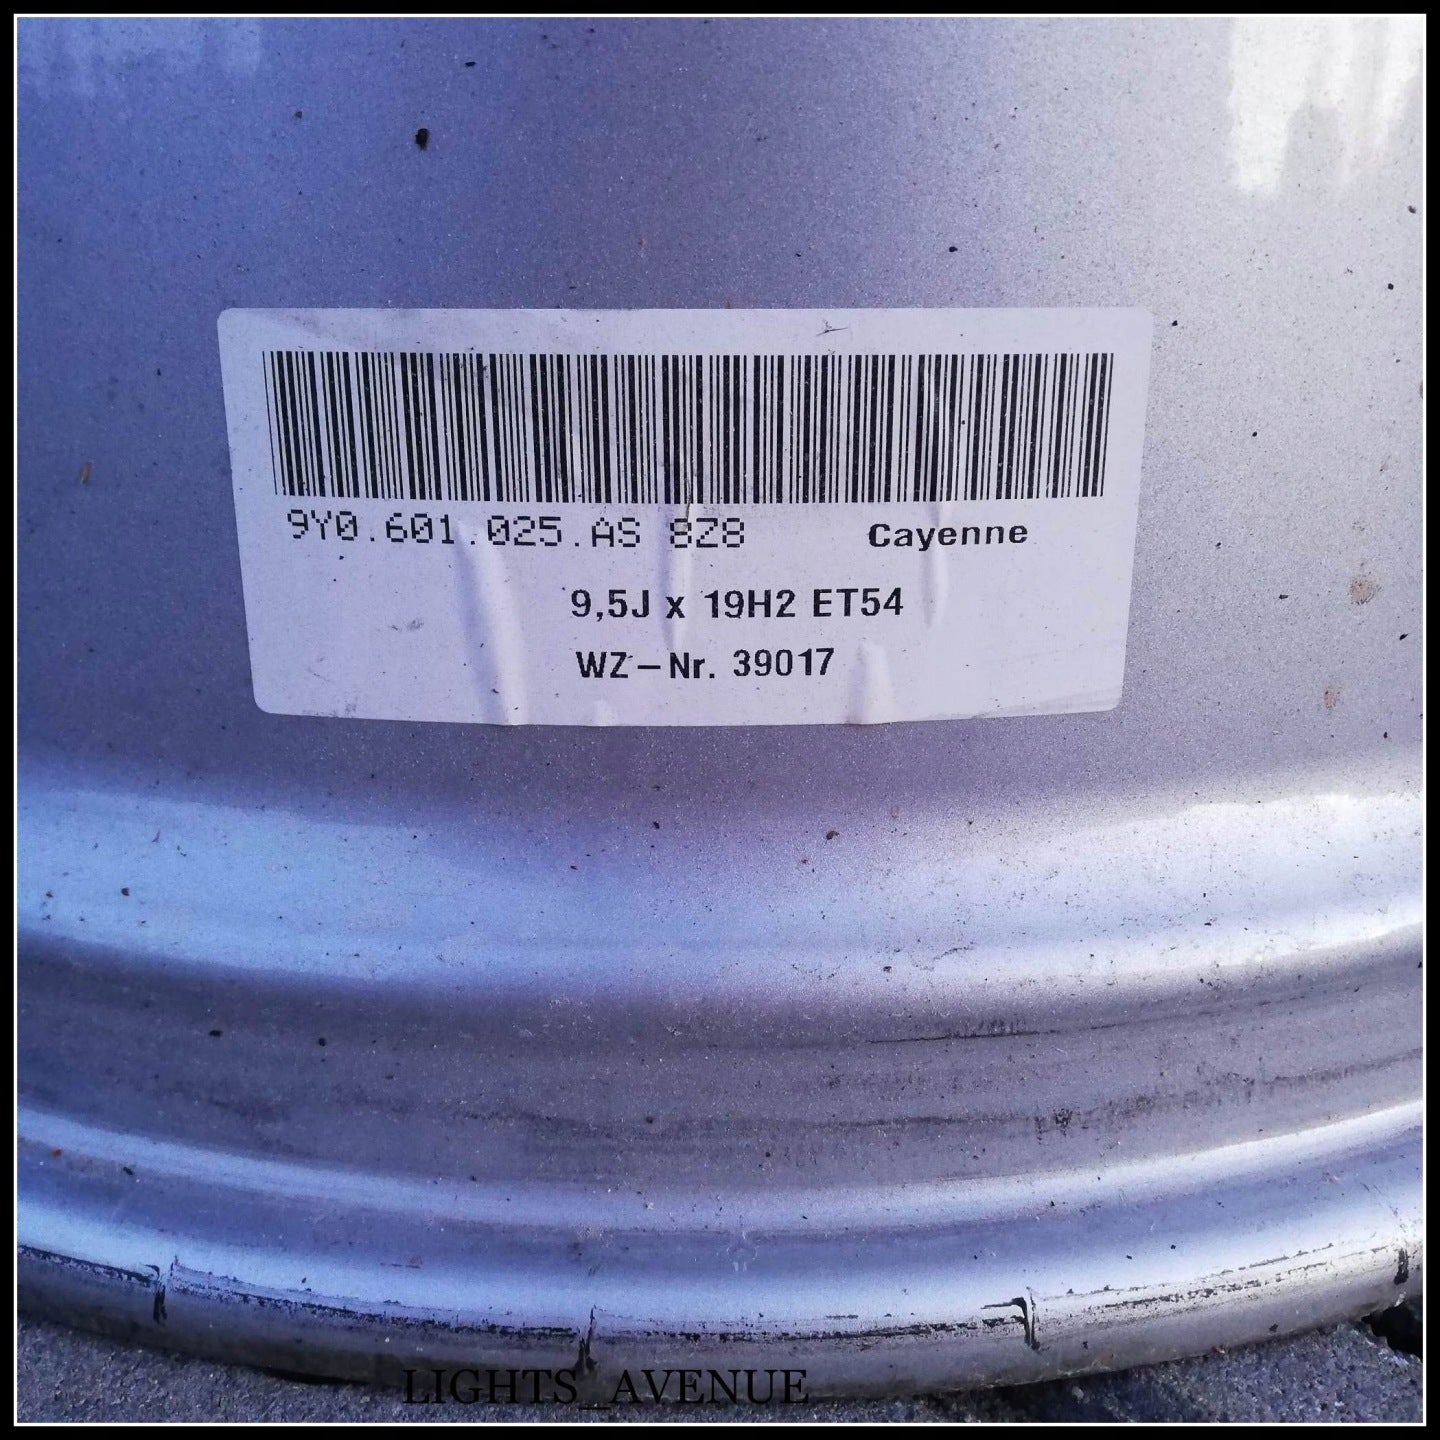 9Y0.601.025.AS 8Z8 Cayenne
9,5J x 19H2 ET54
WZ–Nr. 39017
LIGHTS_AVENUE